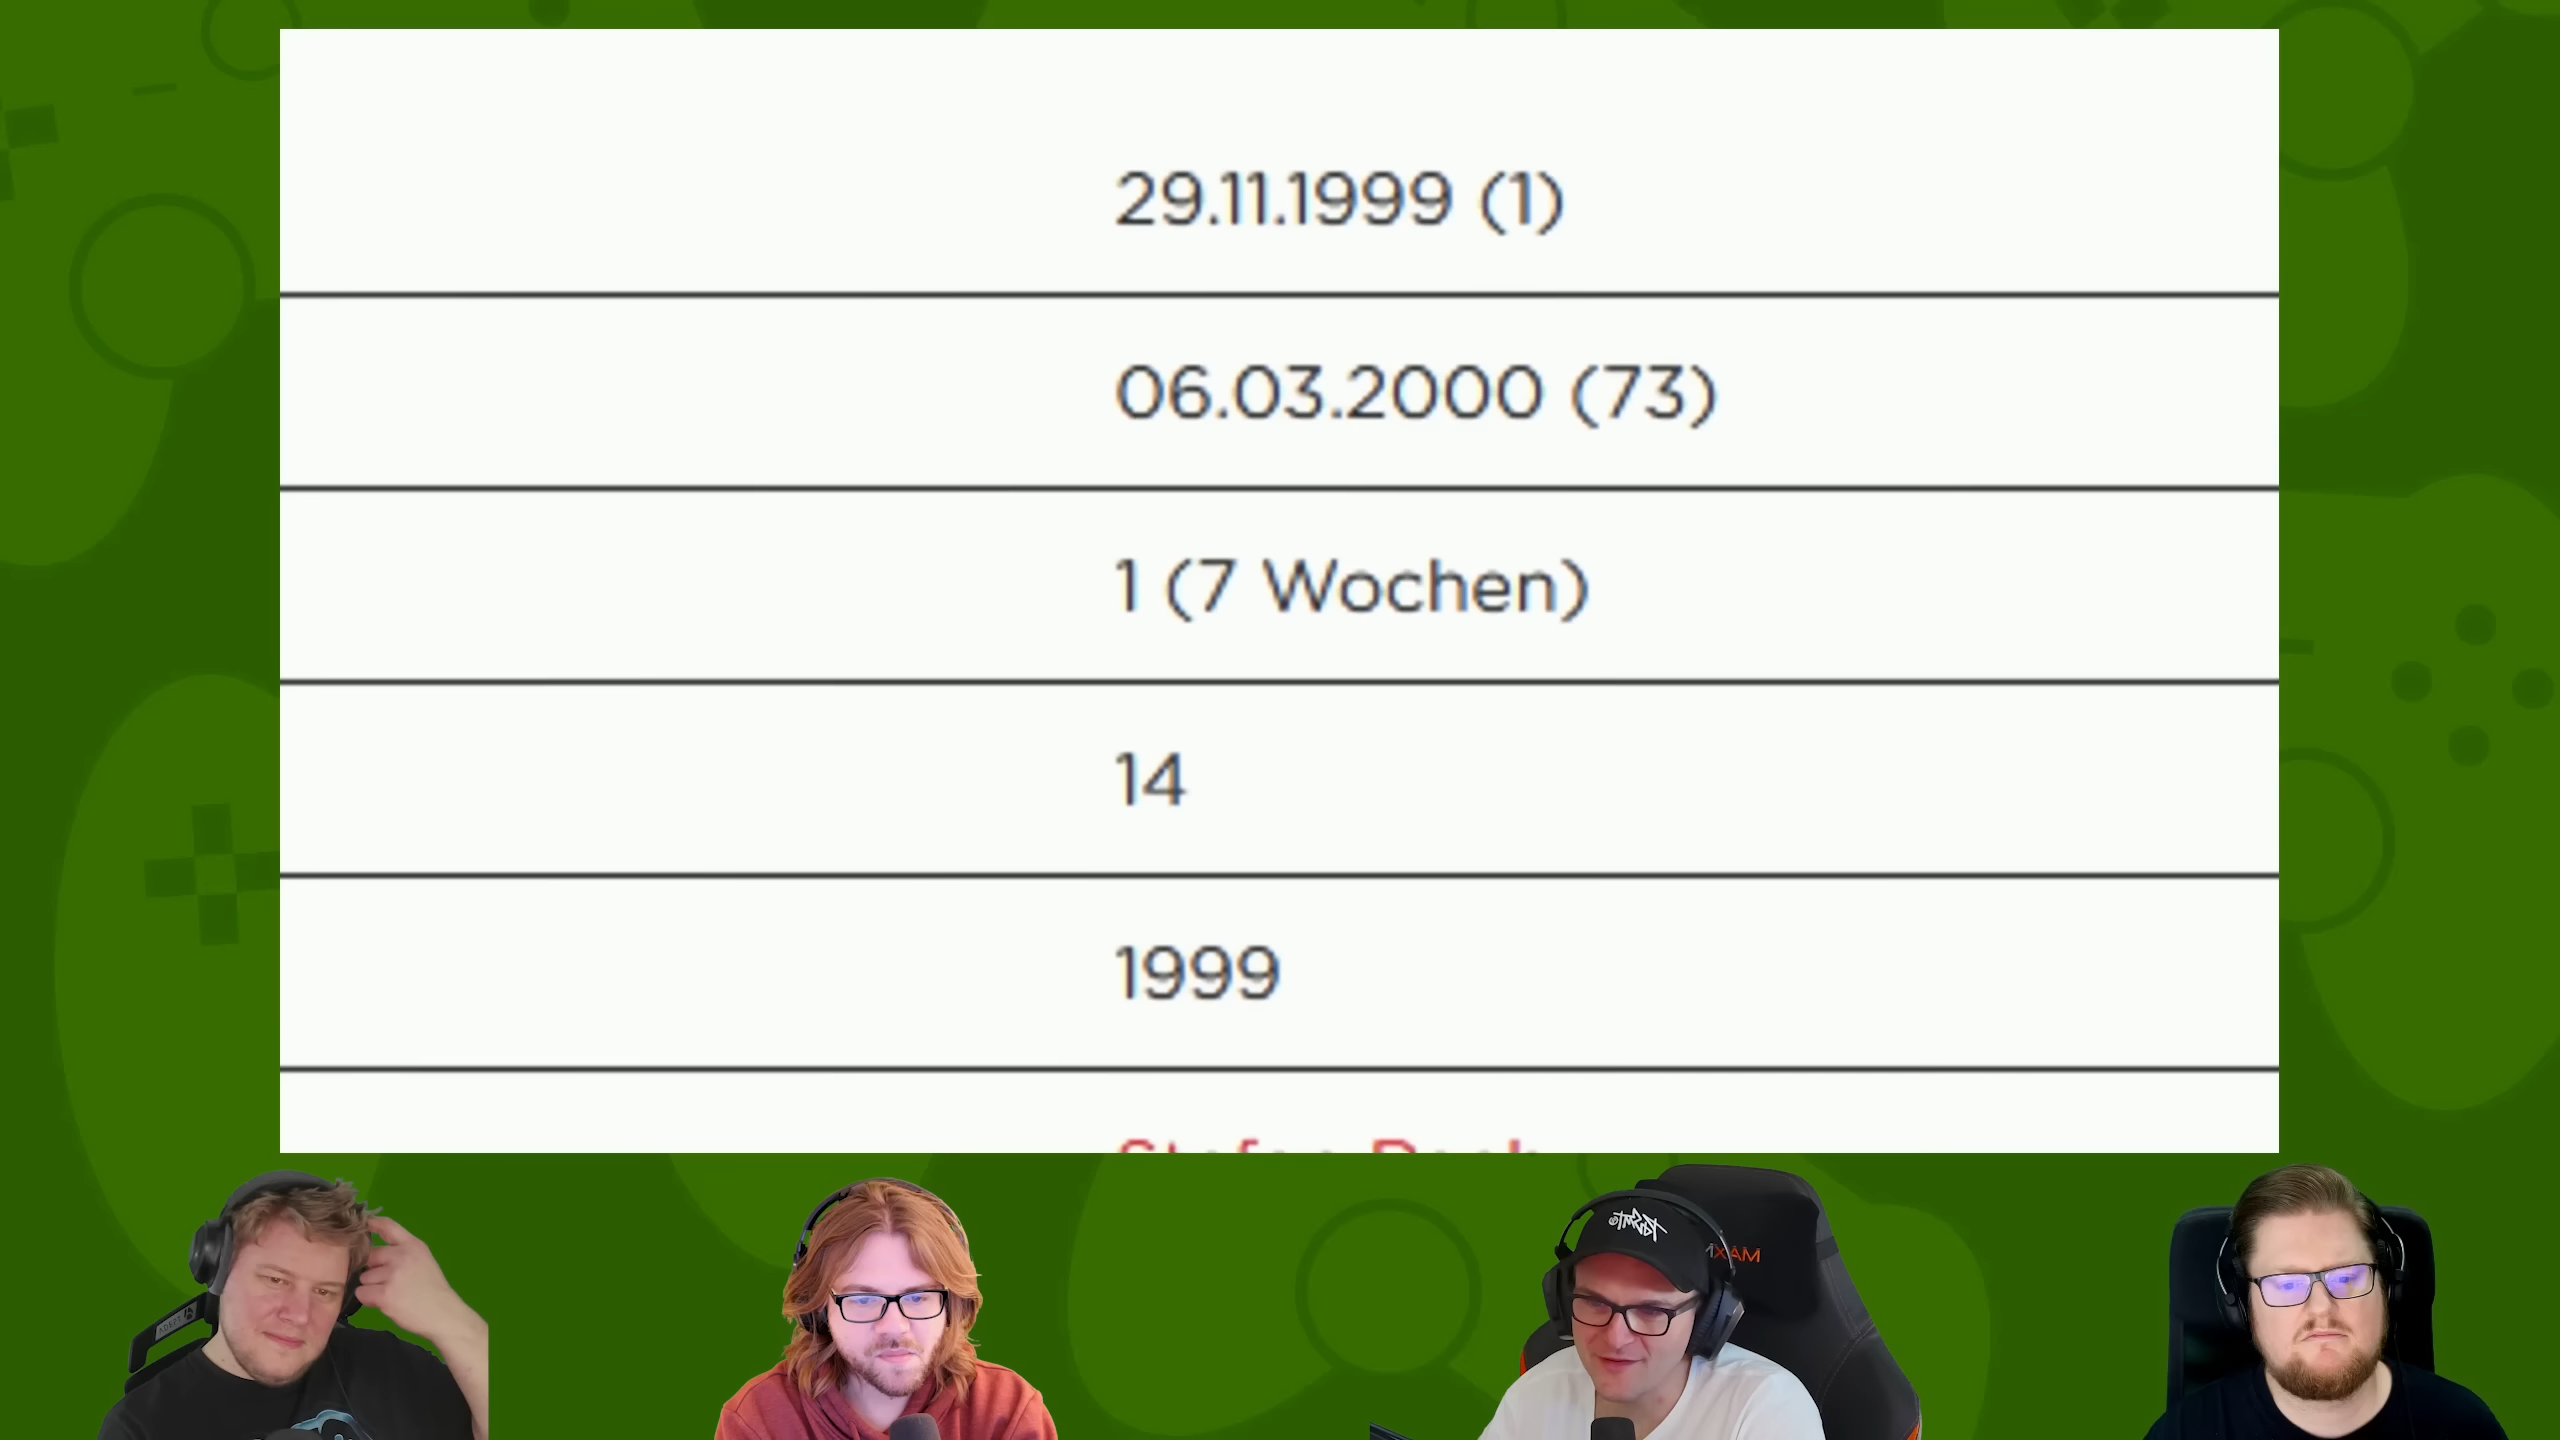 29.11.1999 (1)
06.03.2000 (73)
1 (7 Wochen)
14
1999